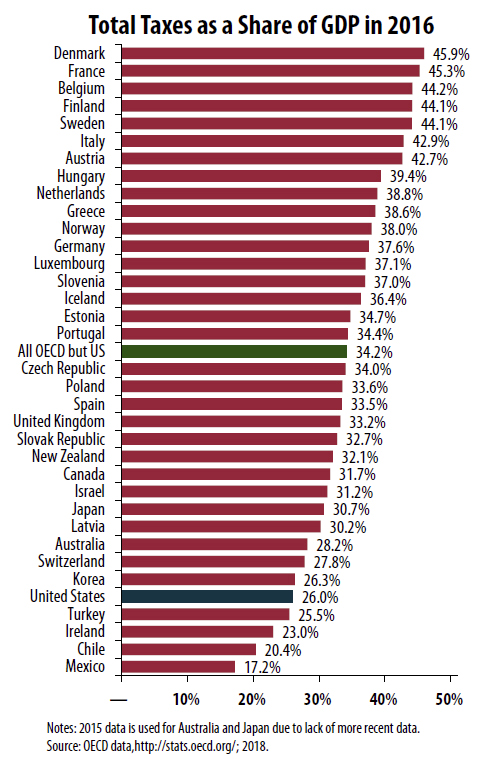 Total Taxes as a Share of GDP in 2016
Denmark 45.9%
France 45.3%
Belgium 44.2%
Finland 44.1%
Sweden 44.1%
Italy 42.9%
Austria 42.7%
Hungary 39.4%
Netherlands 38.8%
Greece 38.6%
Norway 38.0%
Germany 37.6%
Luxembourg 37.1%
Slovenia 37.0%
Iceland 36.4%
Estonia 34.7%
Portugal 34.4%
All OECD but US 34.2%
Czech Republic 34.0%
Poland 33.6%
Spain 33.5%
United Kingdom 33.2%
Slovak Republic 32.7%
New Zealand 32.1%
Canada 31.7%
Israel 31.2%
Japan 30.7%
Latvia 30.2%
Australia 28.2%
Switzerland 27.8%
Korea 26.3%
United States 26.0%
Turkey 25.5%
Ireland 23.0%
Chile 20.4%
Mexico 17.2%
— 10% 20% 30% 40% 50%
Notes: 2015 data is used for Australia and Japan due to lack of more recent data.
Source: OECD data,http://stats.oecd.org/; 2018.